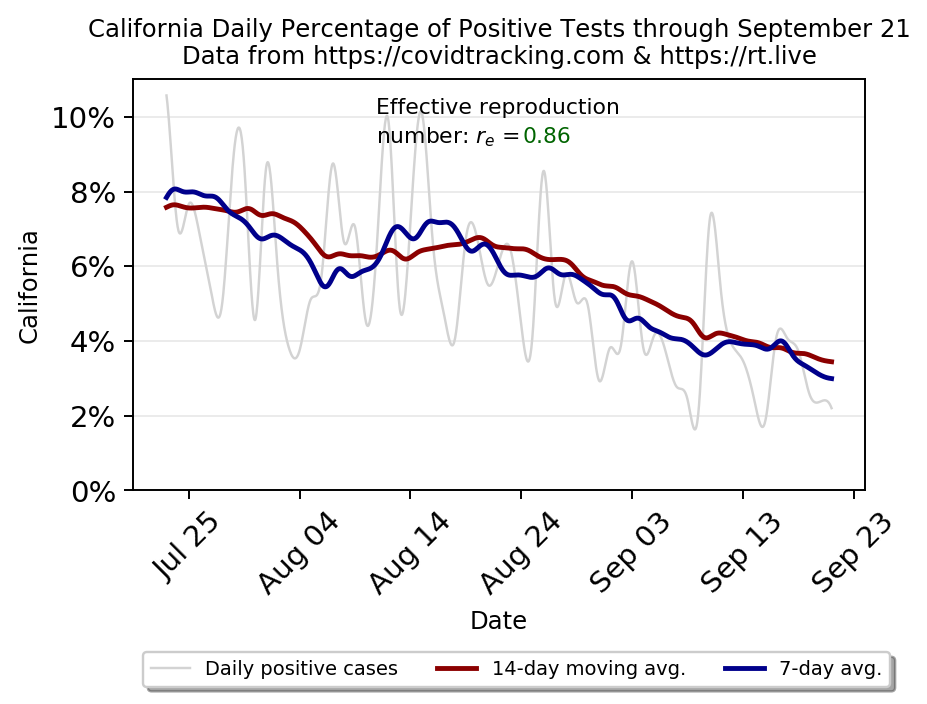 California Daily Percentage of Positive Tests through September 21
Data from https://covidtracking.com & https://rt.live
Effective reproduction
number: rₑ = 0.86
10%
8%
6%
4%
2%
0%
California
Jul 25
Aug 04
Aug 14
Aug 24
Sep 03
Sep 13
Sep 23
Date
Daily positive cases
14-day moving avg.
7-day avg.